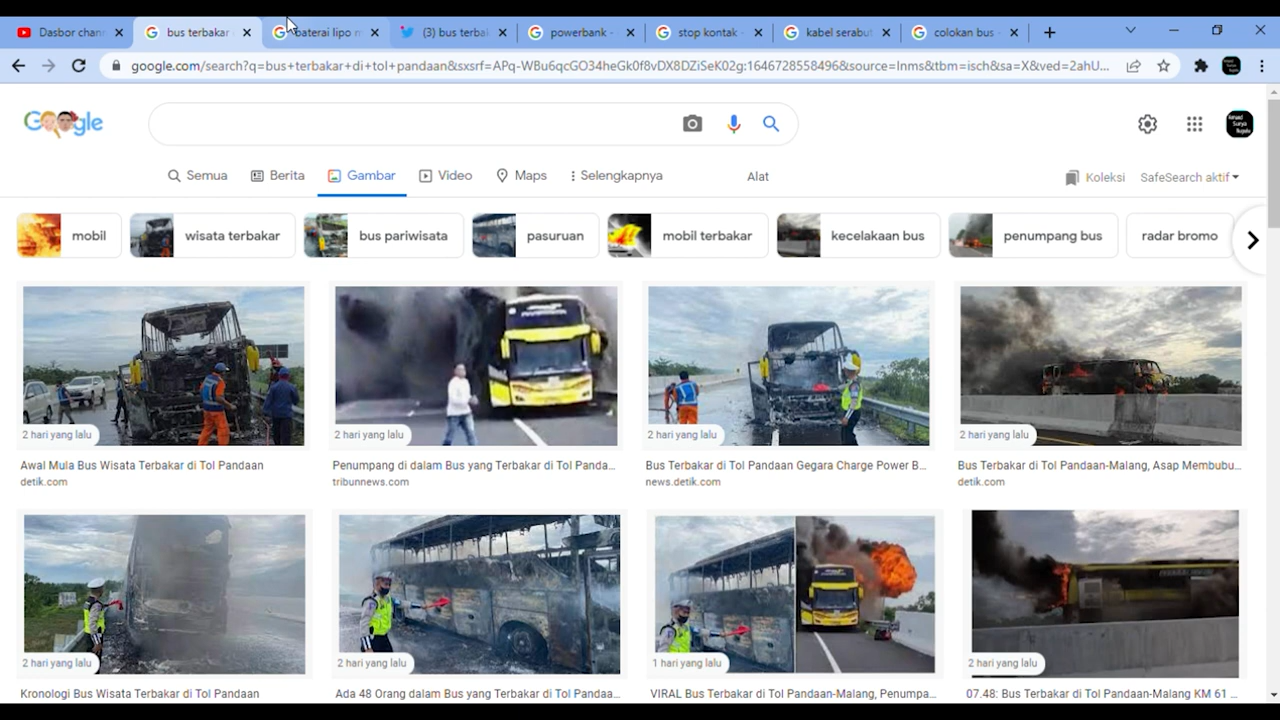 Dasbor chann
bus terbakar
baterai lipo m
(3) bus terbak
powerbank -
stop kontak -
kabel serabut
colokan bus -
google.com/search?q=bus+terbakar+di+tol+pandaan&sxsrf=APq-WBu6qcGO34heGk0f8vDX8DZiSeK02g:1646728558496&source=lnms&tbm=isch&sa=X&ved=2ahU...
Google
Semua
Berita
Gambar
Video
Maps
Selengkapnya
Alat
Koleksi
SafeSearch aktif
mobil
wisata terbakar
bus pariwisata
pasuruan
mobil terbakar
kecelakaan bus
penumpang bus
radar bromo
2 hari yang lalu
2 hari yang lalu
2 hari yang lalu
2 hari yang lalu
Awal Mula Bus Wisata Terbakar di Tol Pandaan
detik.com
Penumpang di dalam Bus yang Terbakar di Tol Panda...
tribunnews.com
Bus Terbakar di Tol Pandaan Gegara Charge Power B...
news.detik.com
Bus Terbakar di Tol Pandaan-Malang, Asap Membubu...
detik.com
2 hari yang lalu
2 hari yang lalu
1 hari yang lalu
2 hari yang lalu
Kronologi Bus Wisata Terbakar di Tol Pandaan
Ada 48 Orang dalam Bus yang Terbakar di Tol Pandaa...
VIRAL Bus Terbakar di Tol Pandaan-Malang, Penumpa...
07.48: Bus Terbakar di Tol Pandaan-Malang KM 61 ...